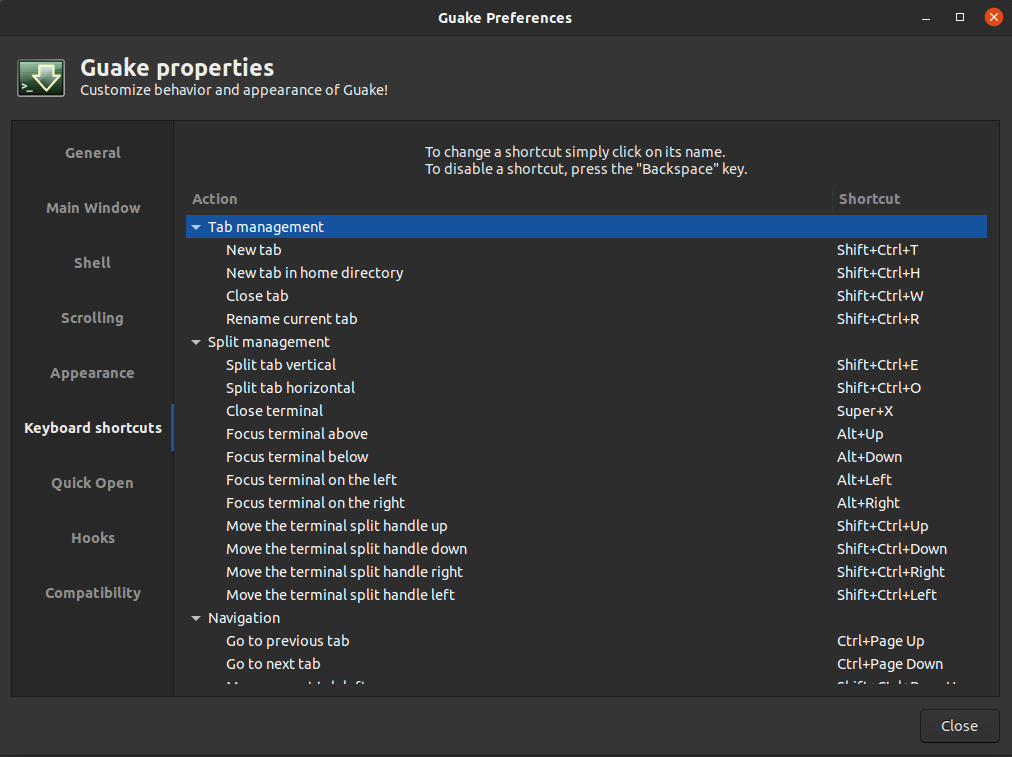 Guake Preferences
Guake properties
Customize behavior and appearance of Guake!
General
Main Window
Shell
Scrolling
Appearance
Keyboard shortcuts
Quick Open
Hooks
Compatibility
To change a shortcut simply click on its name.
To disable a shortcut, press the "Backspace" key.
Action Shortcut
Tab management
New tab Shift+Ctrl+T
New tab in home directory Shift+Ctrl+H
Close tab Shift+Ctrl+W
Rename current tab Shift+Ctrl+R
Split management
Split tab vertical Shift+Ctrl+E
Split tab horizontal Shift+Ctrl+O
Close terminal Super+X
Focus terminal above Alt+Up
Focus terminal below Alt+Down
Focus terminal on the left Alt+Left
Focus terminal on the right Alt+Right
Move the terminal split handle up Shift+Ctrl+Up
Move the terminal split handle down Shift+Ctrl+Down
Move the terminal split handle right Shift+Ctrl+Right
Move the terminal split handle left Shift+Ctrl+Left
Navigation
Go to previous tab Ctrl+Page Up
Go to next tab Ctrl+Page Down
Close